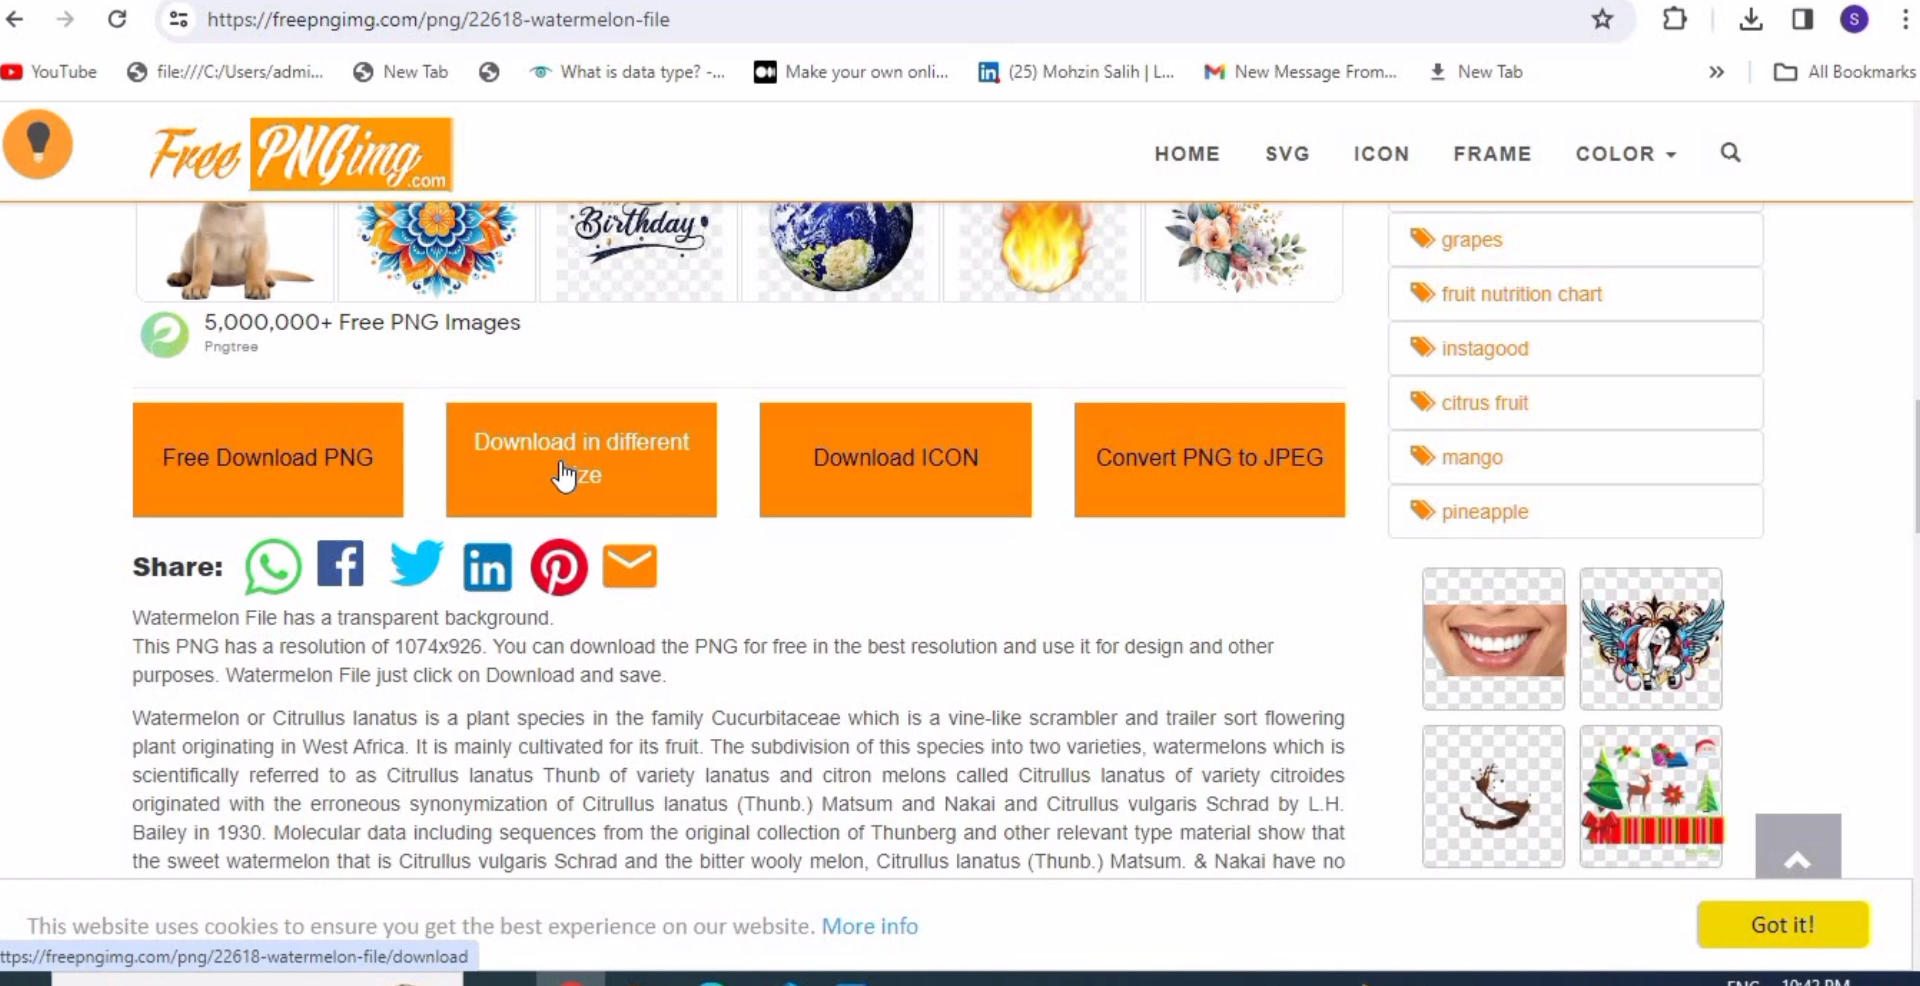 https://freepngimg.com/png/22618-watermelon-file
S
YouTube
file:///C:/Users/admi...
New Tab
What is data type? -...
Make your own onli...
(25) Mohzin Salih | L...
New Message From...
New Tab
»
All Bookmarks
Free PNGimg.com
HOME
SVG
ICON
FRAME
COLOR
Birthday
grapes
fruit nutrition chart
instagood
citrus fruit
mango
pineapple
5,000,000+ Free PNG Images
Pngtree
Free Download PNG
Download in different
ze
Download ICON
Convert PNG to JPEG
Share:
Watermelon File has a transparent background.
This PNG has a resolution of 1074x926. You can download the PNG for free in the best resolution and use it for design and other
purposes. Watermelon File just click on Download and save.
Watermelon or Citrullus lanatus is a plant species in the family Cucurbitaceae which is a vine-like scrambler and trailer sort flowering
plant originating in West Africa. It is mainly cultivated for its fruit. The subdivision of this species into two varieties, watermelons which is
scientifically referred to as Citrullus lanatus Thunb of variety lanatus and citron melons called Citrullus lanatus of variety citroides
originated with the erroneous synonymization of Citrullus lanatus (Thunb.) Matsum and Nakai and Citrullus vulgaris Schrad by L.H.
Bailey in 1930. Molecular data including sequences from the original collection of Thunberg and other relevant type material show that
the sweet watermelon that is Citrullus vulgaris Schrad and the bitter wooly melon, Citrullus lanatus (Thunb.) Matsum. & Nakai have no
This website uses cookies to ensure you get the best experience on our website. More info
Got it!
ttps://freepngimg.com/png/22618-watermelon-file/download
ENG
10:42 PM